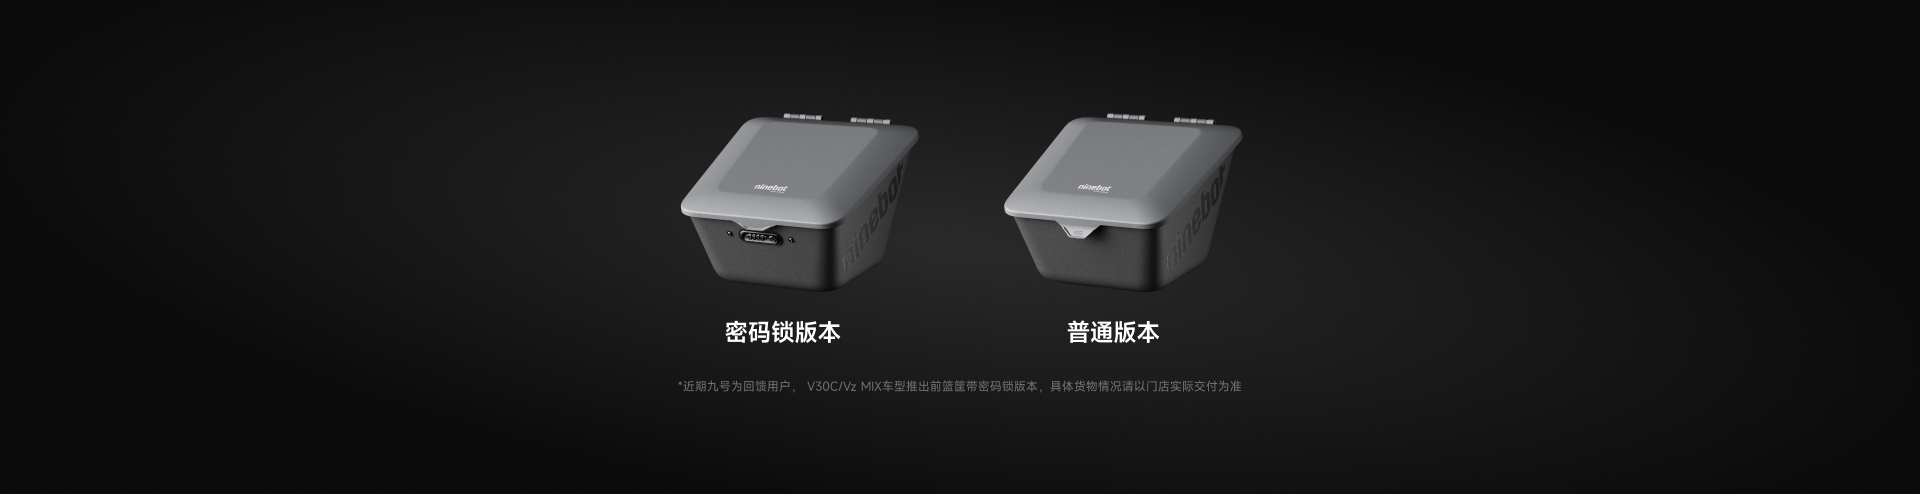 ninebot
ninebot
ninebot
ninebot
密码锁版本
普通版本
*近期九号为回馈用户， V30C/Vz MIX车型推出前篮筐带密码锁版本，具体货物情况请以门店实际交付为准